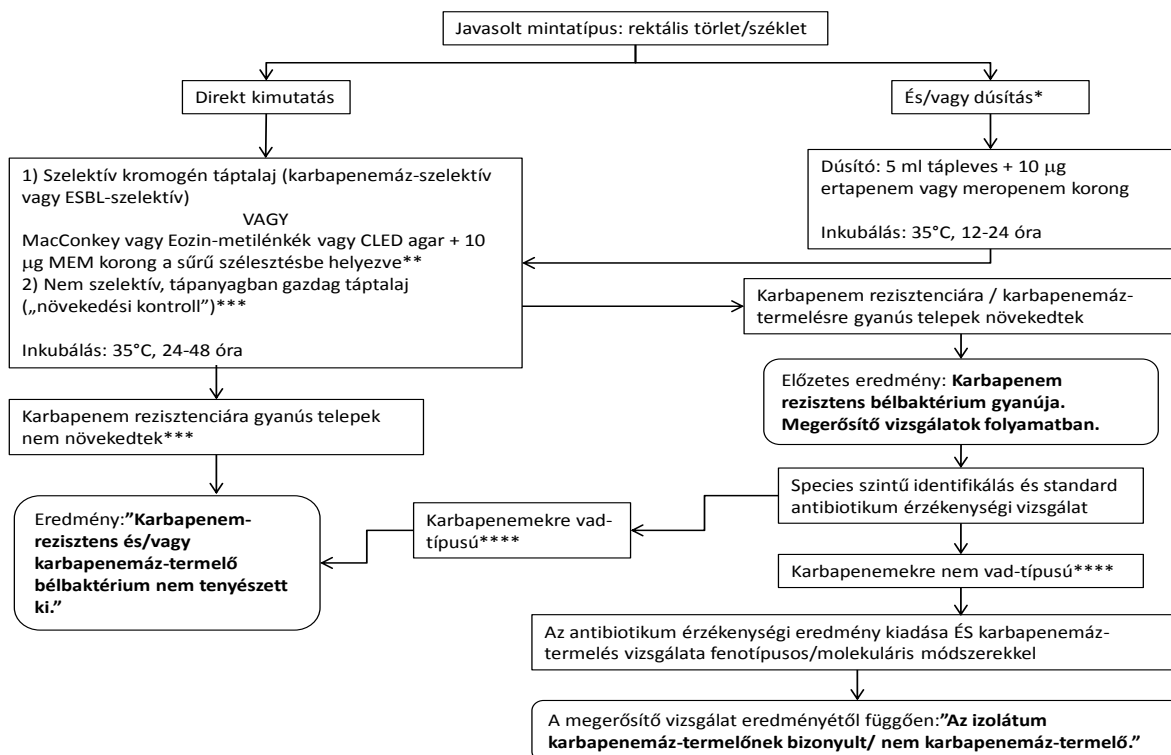 Javasolt mintatípus: rektális törlet/széklet
Direkt kimutatás
És/vagy dúsítás*
1) Szelektív kromogén táptalaj (karbapenemáz-szelektív
vagy ESBL-szelektív)
VAGY
MacConkey vagy Eozin-metilénkék vagy CLED agar + 10
µg MEM korong a sűrű szélesztésbe helyezve**
2) Nem szelektív, tápanyagban gazdag táptalaj
(„növekedési kontroll”)***
Inkubálás: 35°C, 24-48 óra
Dúsító: 5 ml tápleves + 10 µg
ertapenem vagy meropenem korong
Inkubálás: 35°C, 12-24 óra
Karbapenem rezisztenciára / karbapenemáz-
termelésre gyanús telepek növekedtek
Előzetes eredmény: Karbapenem
rezisztens bélbaktérium gyanúja.
Megerősítő vizsgálatok folyamatban.
Karbapenem rezisztenciára gyanús telepek
nem növekedtek***
Species szintű identifikálás és standard
antibiotikum érzékenységi vizsgálat
Eredmény:”Karbapenem-
rezisztens és/vagy
karbapenemáz-termelő
bélbaktérium nem tenyészett
ki.”
Karbapenemekre vad-
típusú****
Karbapenemekre nem vad-típusú****
Az antibiotikum érzékenységi eredmény kiadása ÉS karbapenemáz-
termelés vizsgálata fenotípusos/molekuláris módszerekkel
A megerősítő vizsgálat eredményétől függően:”Az izolátum
karbapenemáz-termelőnek bizonyult/ nem karbapenemáz-termelő.”